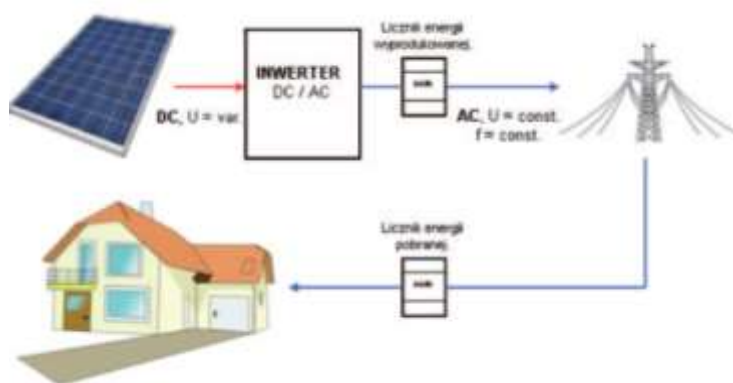 Licznik energii
wyprodukowanej
INWERTER
DC / AC
DC, U = var.
AC, U = const.
f = const.
Licznik energii
pobranej